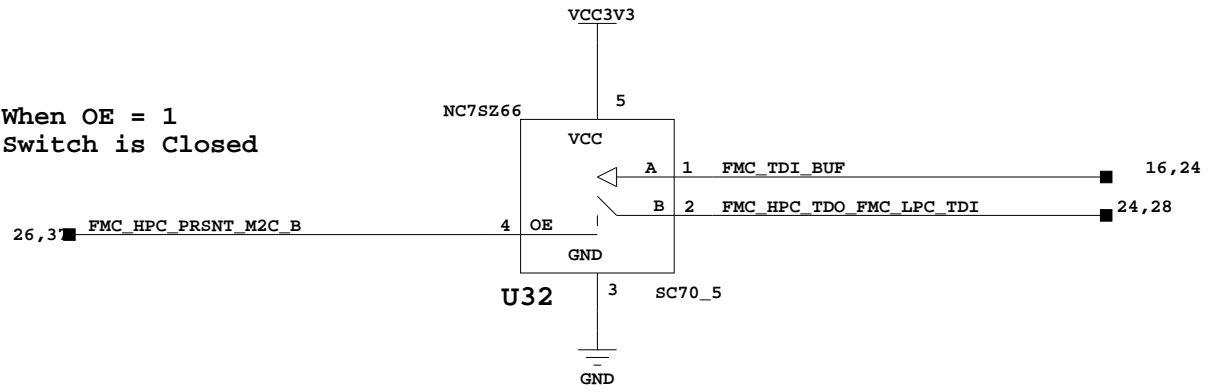 VCC3V3
5
NC7SZ66
When OE = 1
Switch is Closed
VCC
A 1 FMC_TDI_BUF 16,24
B 2 FMC_HPC_TDO_FMC_LPC_TDI 24,28
26,37 FMC_HPC_PRSNT_M2C_B 4 OE
GND
U32 3 SC70_5
GND